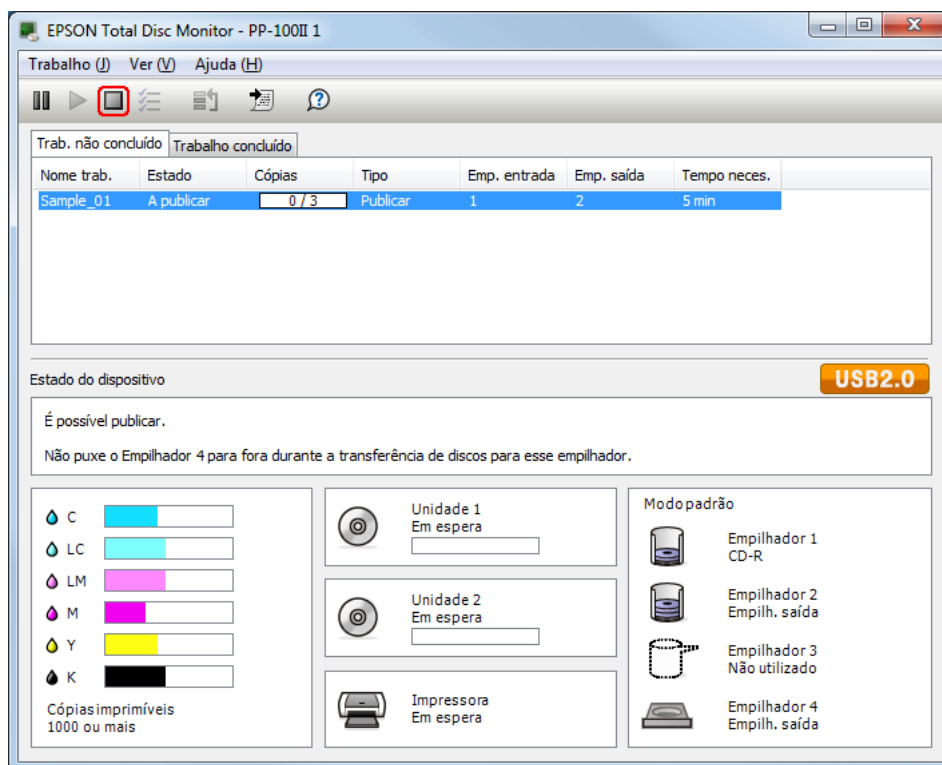 EPSON Total Disc Monitor - PP-100II 1
Trabalho (J) Ver (V) Ajuda (H)
Trab. não concluído Trabalho concluído
Nome trab. Estado Cópias Tipo Emp. entrada Emp. saída Tempo neces.
Sample_01 A publicar 0 / 3 Publicar 1 2 5 min
Estado do dispositivo USB2.0
É possível publicar.
Não puxe o Empilhador 4 para fora durante a transferência de discos para esse empilhador.
C
LC
LM
M
Y
K
Cópias imprimíveis
1000 ou mais
Unidade 1
Em espera
Unidade 2
Em espera
Impressora
Em espera
Modo padrão
Empilhador 1
CD-R
Empilhador 2
Empilh. saída
Empilhador 3
Não utilizado
Empilhador 4
Empilh. saída